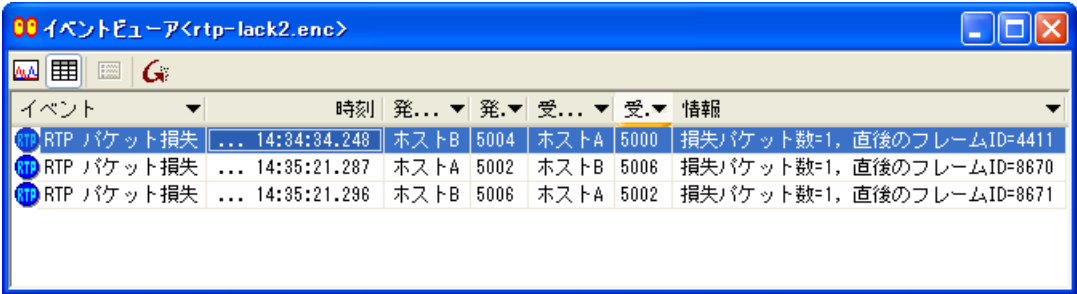 イベントビューア<rtp-lack2.enc>
イベント 時刻 発... 発. 受... 受. 情報
RTP RTP パケット損失 ... 14:34:34.248 ホストB 5004 ホストA 5000 損失パケット数=1, 直後のフレームID=4411
RTP RTP パケット損失 ... 14:35:21.287 ホストA 5002 ホストB 5006 損失パケット数=1, 直後のフレームID=8670
RTP RTP パケット損失 ... 14:35:21.296 ホストB 5006 ホストA 5002 損失パケット数=1, 直後のフレームID=8671